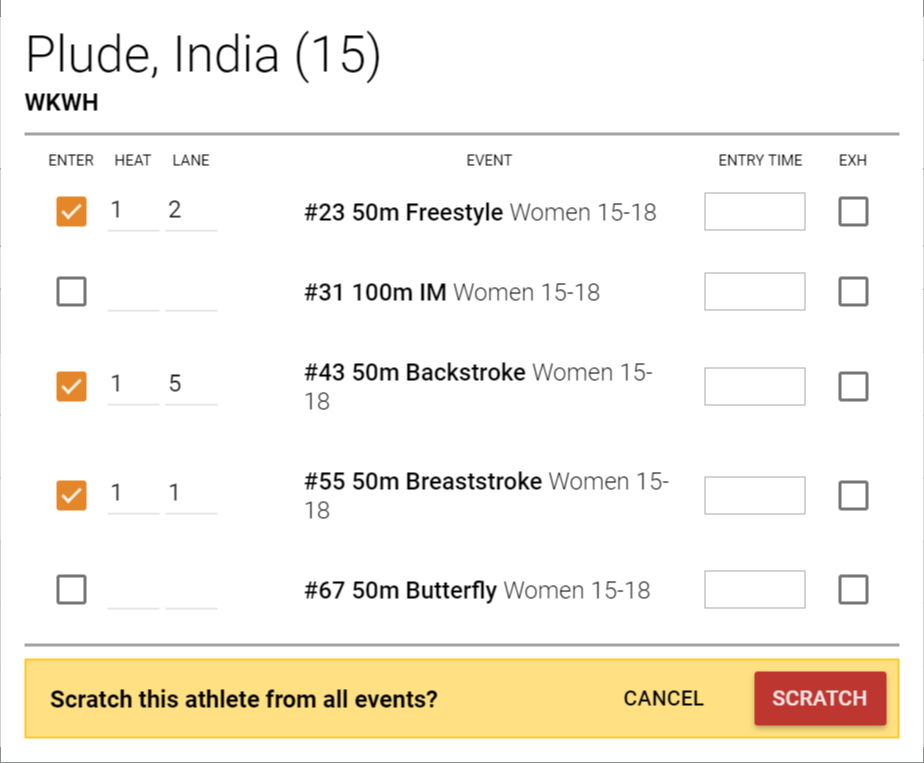 Plude, India (15)
WKWH
ENTER HEAT LANE EVENT ENTRY TIME EXH
1 2 #23 50m Freestyle Women 15-18
#31 100m IM Women 15-18
1 5 #43 50m Backstroke Women 15-
18
1 1 #55 50m Breaststroke Women 15-
18
#67 50m Butterfly Women 15-18
Scratch this athlete from all events? CANCEL SCRATCH